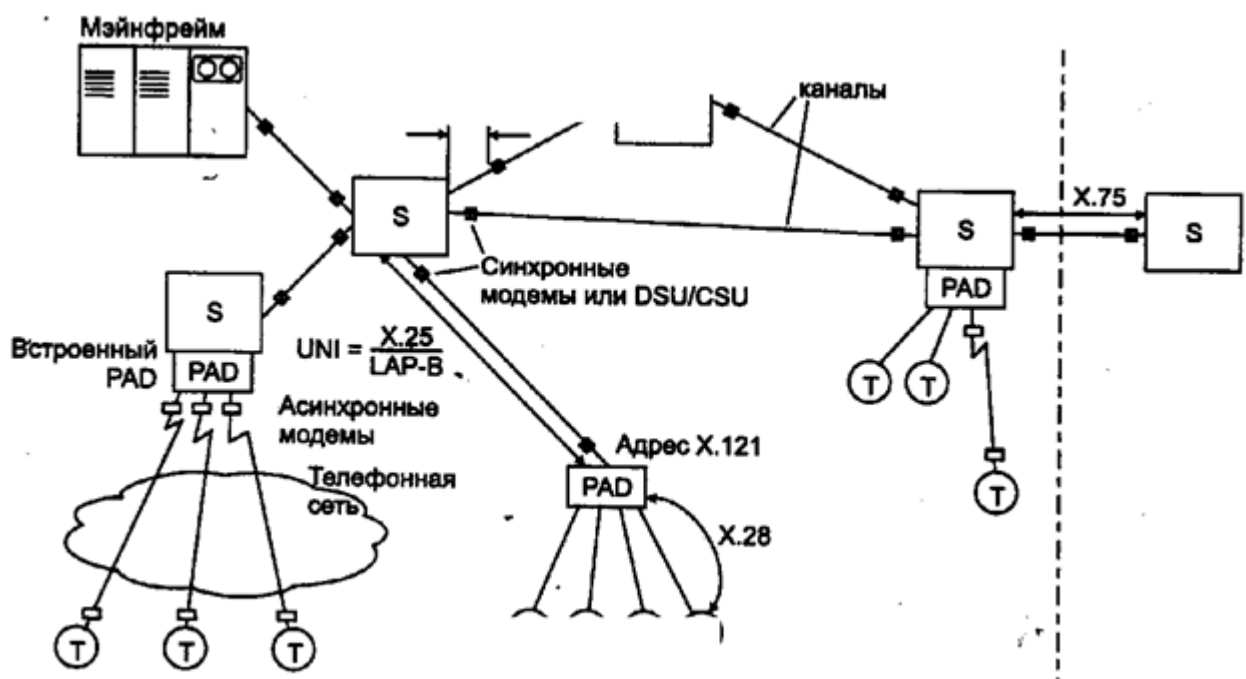 Мэйнфрейм
каналы
S
S
X.75
S
Синхронные
модемы или DSU/CSU
PAD
S
UNI = X.25
LAP-B
Встроенный
PAD
PAD
T
T
Асинхронные
модемы
Адрес X.121
Телефонная
сеть
PAD
T
X.28
T
T
T